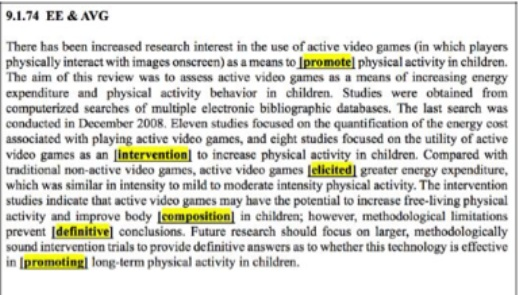 9.1.74 EE & AVG
There has been increased research interest in the use of active video games (in which players
physically interact with images onscreen) as a means to [promote] physical activity in children.
The aim of this review was to assess active video games as a means of increasing energy
expenditure and physical activity behavior in children. Studies were obtained from
computerized searches of multiple electronic bibliographic databases. The last search was
conducted in December 2008. Eleven studies focused on the quantification of the energy cost
associated with playing active video games, and eight studies focused on the utility of active
video games as an [intervention] to increase physical activity in children. Compared with
traditional non-active video games, active video games [elicited] greater energy expenditure,
which was similar in intensity to mild to moderate intensity physical activity. The intervention
studies indicate that active video games may have the potential to increase free-living physical
activity and improve body [composition] in children; however, methodological limitations
prevent [definitive] conclusions. Future research should focus on larger, methodologically
sound intervention trials to provide definitive answers as to whether this technology is effective
in [promoting] long-term physical activity in children.